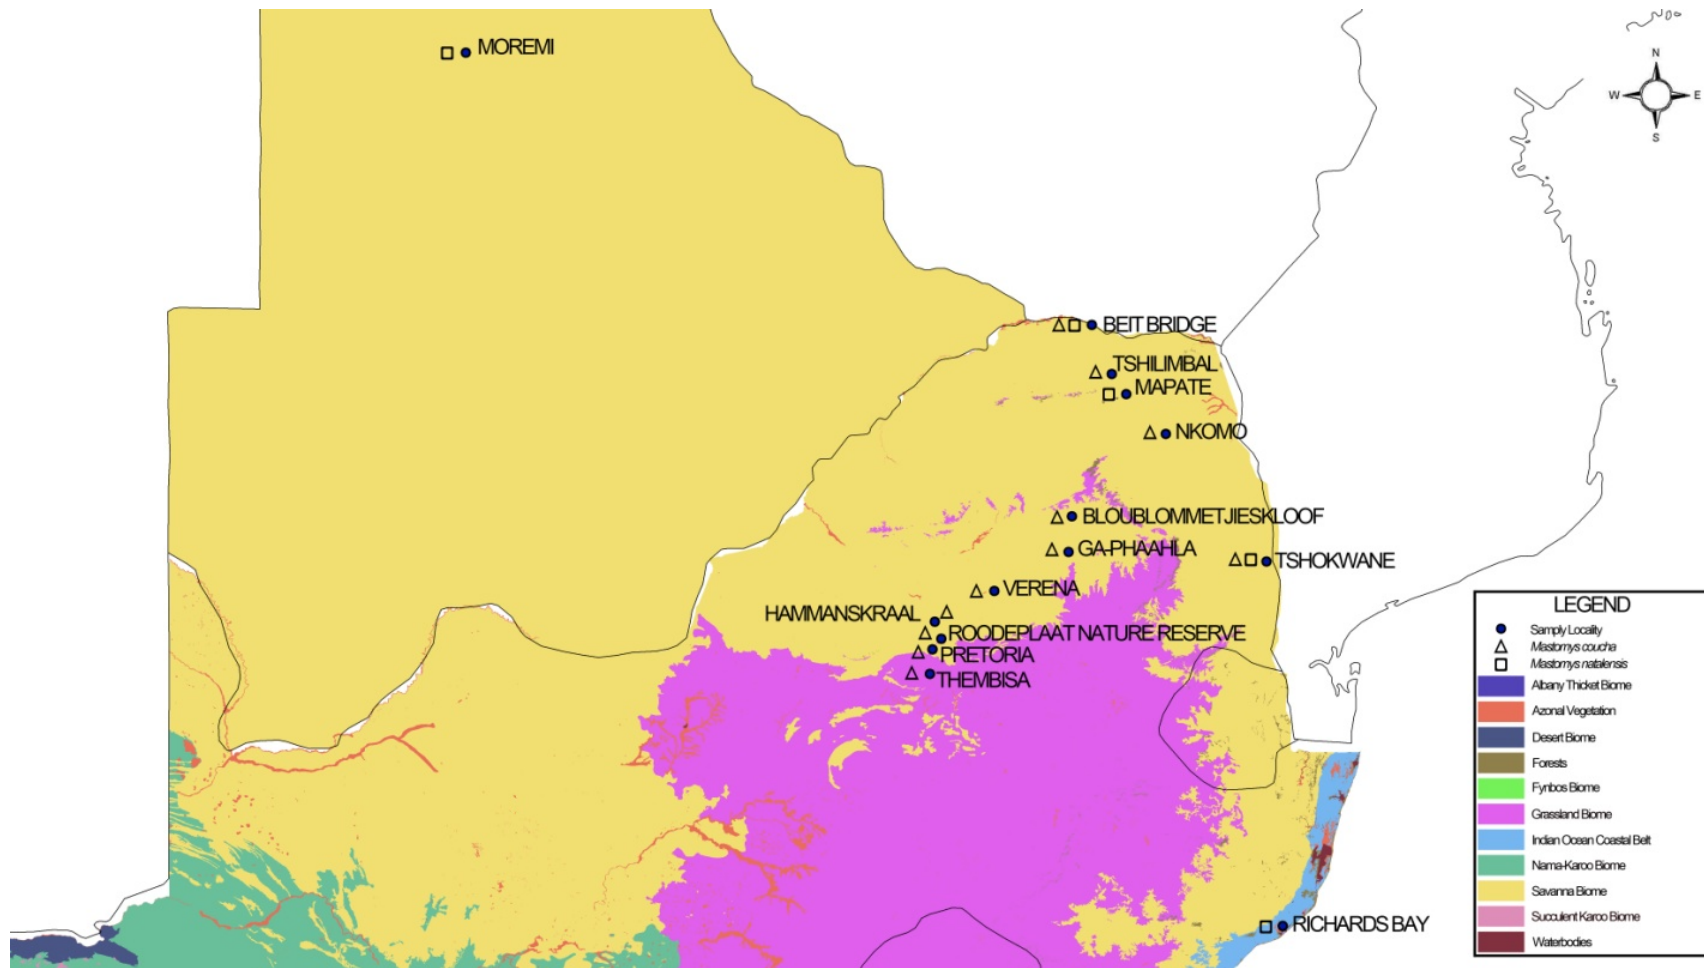 MOREMI
N
W
E
S
BEIT BRIDGE
TSHILIMBAL
MAPATE
NKOMO
BLOUBLOMMETJIESKLOOF
GA-PHAAHLA
TSHOKWANE
VERENA
HAMMANSKRAAL
ROODEPLAAT NATURE RESERVE
PRETORIA
THEMBISA
RICHARDS BAY
LEGEND
Samply Locality
Mastomys coucha
Mastomys natalensis
Albany Thicket Biome
Azonal Vegetation
Desert Biome
Forests
Fynbos Biome
Grassland Biome
Indian Ocean Coastal Belt
Nama-Karoo Biome
Savanna Biome
Succulent Karoo Biome
Waterbodies